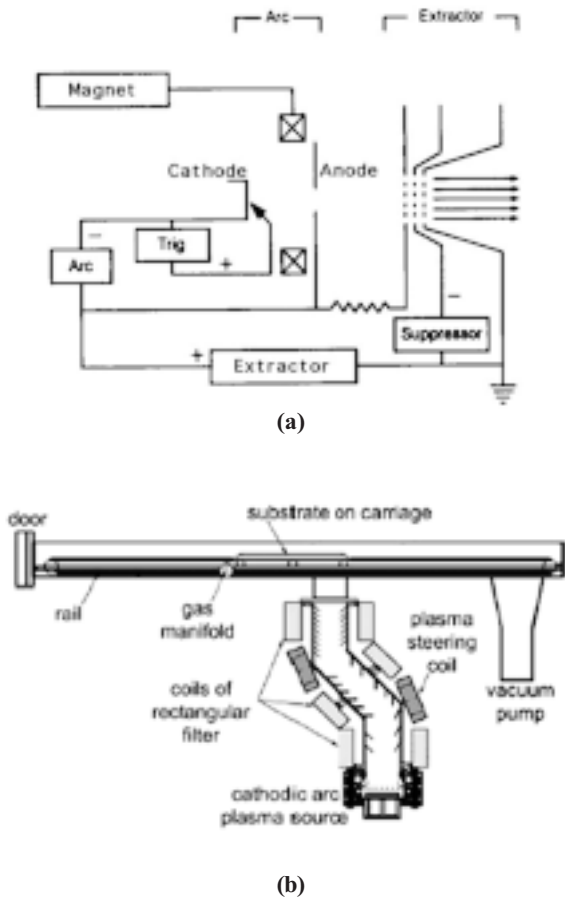 Arc
Extractor
Magnet
Cathode
Anode
−
Trig
+
Arc
−
Suppressor
+
Extractor
(a)
door
substrate on carriage
rail
gas
manifold
plasma
steering
coil
coils of
rectangular
filter
vacuum
pump
cathodic arc
plasma source
(b)